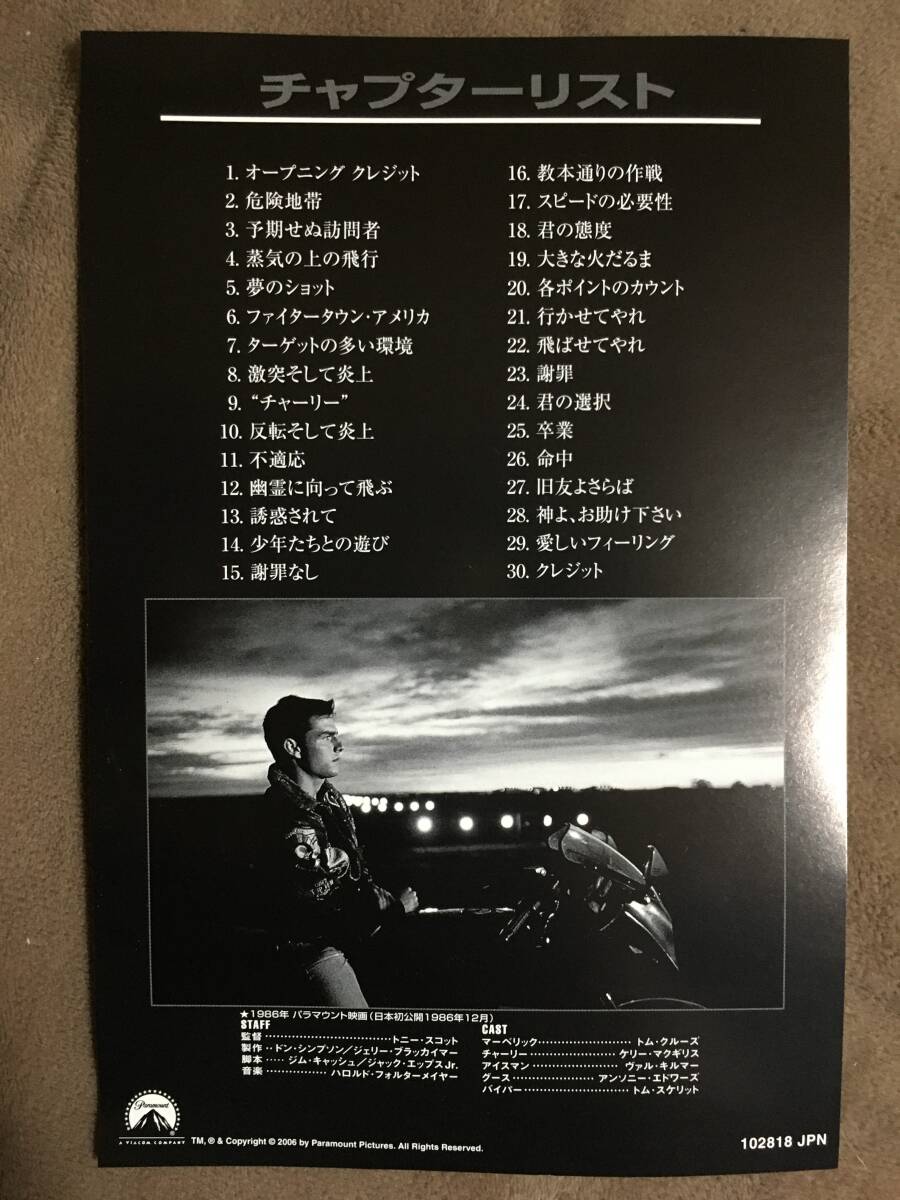 チャプターリスト
1. オープニング クレジット
2. 危険地帯
3. 予期せぬ訪問者
4. 蒸気の上の飛行
5. 夢のショット
6. ファイタータウン・アメリカ
7. ターゲットの多い環境
8. 激突そして炎上
9. “チャーリー”
10. 反転そして炎上
11. 不適応
12. 幽霊に向って飛ぶ
13. 誘惑されて
14. 少年たちとの遊び
15. 謝罪なし
16. 教本通りの作戦
17. スピードの必要性
18. 君の態度
19. 大きな火だるま
20. 各ポイントのカウント
21. 行かせてやれ
22. 飛ばせてやれ
23. 謝罪
24. 君の選択
25. 卒業
26. 命中
27. 旧友よさらば
28. 神よ、お助け下さい
29. 愛しいフィーリング
30. クレジット
★1986年 パラマウント映画(日本初公開1986年12月)
STAFF
監督‥‥‥‥‥‥‥‥‥‥トニー・スコット
製作‥ドン・シンプソン/ジェリー・ブラッカイマー
脚本‥‥ジム・キャッシュ/ジャック・エップスJr.
音楽‥‥‥‥‥ハロルド・フォルターメイヤー
CAST
マーベリック‥‥‥‥‥‥‥トム・クルーズ
チャーリー‥‥‥‥‥‥‥ケリー・マクギリス
アイスマン‥‥‥‥‥‥‥ヴァル・キルマー
グース‥‥‥‥‥‥‥アンソニー・エドワーズ
バイパー‥‥‥‥‥‥‥‥トム・スケリット
Paramount
A VIACOM COMPANY
TM, ® & Copyright © 2006 by Paramount Pictures. All Rights Reserved.
102818 JPN